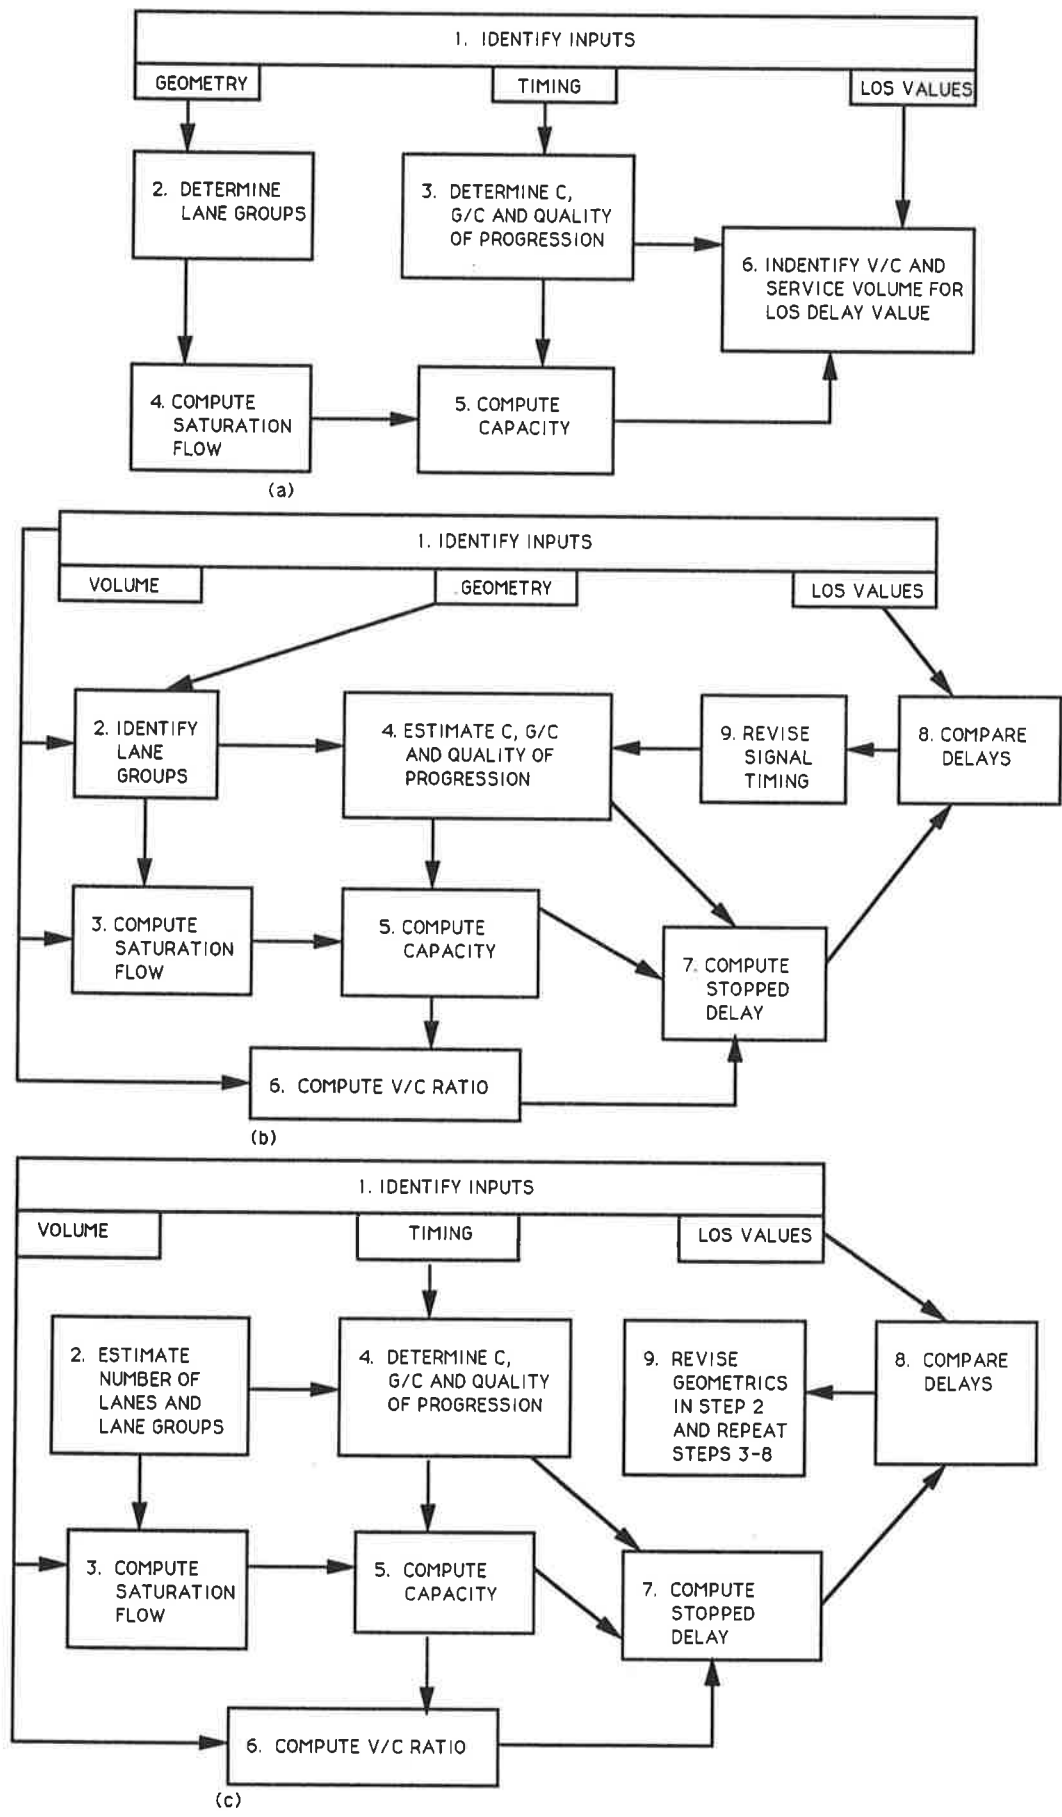 1. IDENTIFY INPUTS
GEOMETRY
TIMING
LOS VALUES
2. DETERMINE
LANE GROUPS
3. DETERMINE C,
G/C AND QUALITY
OF PROGRESSION
6. INDENTIFY V/C AND
SERVICE VOLUME FOR
LOS DELAY VALUE
4. COMPUTE
SATURATION
FLOW
5. COMPUTE
CAPACITY
(a)
1. IDENTIFY INPUTS
VOLUME
GEOMETRY
LOS VALUES
2. IDENTIFY
LANE
GROUPS
4. ESTIMATE C, G/C
AND QUALITY OF
PROGRESSION
9. REVISE
SIGNAL
TIMING
8. COMPARE
DELAYS
3. COMPUTE
SATURATION
FLOW
5. COMPUTE
CAPACITY
7. COMPUTE
STOPPED
DELAY
6. COMPUTE V/C RATIO
(b)
1. IDENTIFY INPUTS
VOLUME
TIMING
LOS VALUES
2. ESTIMATE
NUMBER OF
LANES AND
LANE GROUPS
4. DETERMINE C,
G/C AND QUALITY
OF PROGRESSION
9. REVISE
GEOMETRICS
IN STEP 2
AND REPEAT
STEPS 3-8
8. COMPARE
DELAYS
3. COMPUTE
SATURATION
FLOW
5. COMPUTE
CAPACITY
7. COMPUTE
STOPPED
DELAY
6. COMPUTE V/C RATIO
(c)